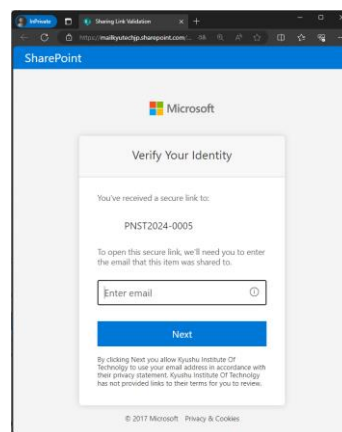 InPrivate
Sharing Link Validation
https://mailkyutechjp.sharepoint.com/...
SharePoint
Microsoft
Verify Your Identity
You've received a secure link to:
PNST2024-0005
To open this secure link, we'll need you to enter
the email that this item was shared to.
Enter email
Next
By clicking Next you allow Kyushu Institute Of
Technolgy to use your email address in accordance with
their privacy statement. Kyushu Institute Of Technolgy
has not provided links to their terms for you to review.
© 2017 Microsoft Privacy & Cookies